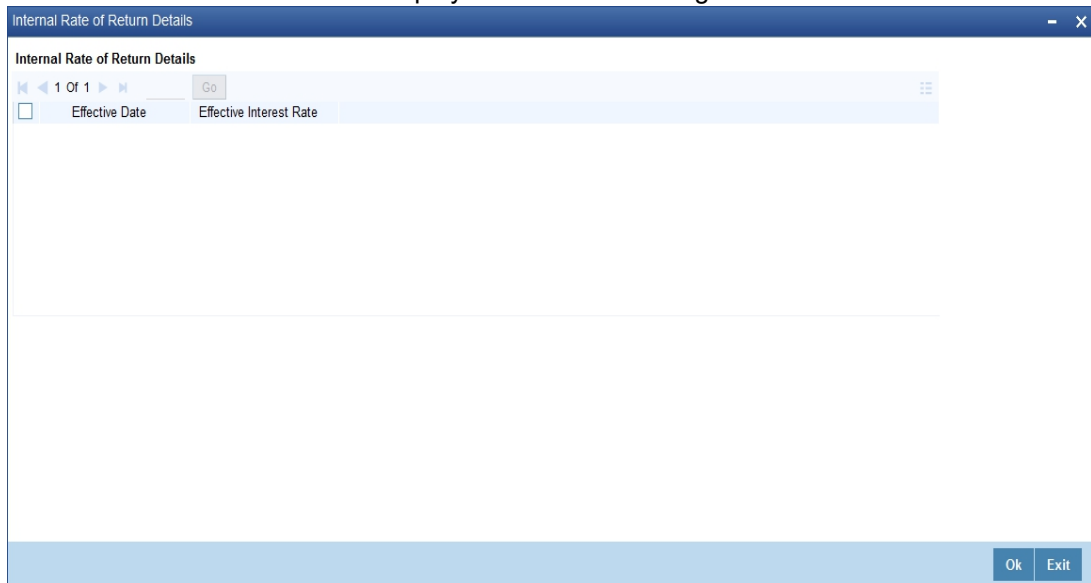 Internal Rate of Return Details
Internal Rate of Return Details
1 Of 1 Go
Effective Date Effective Interest Rate
Ok Exit